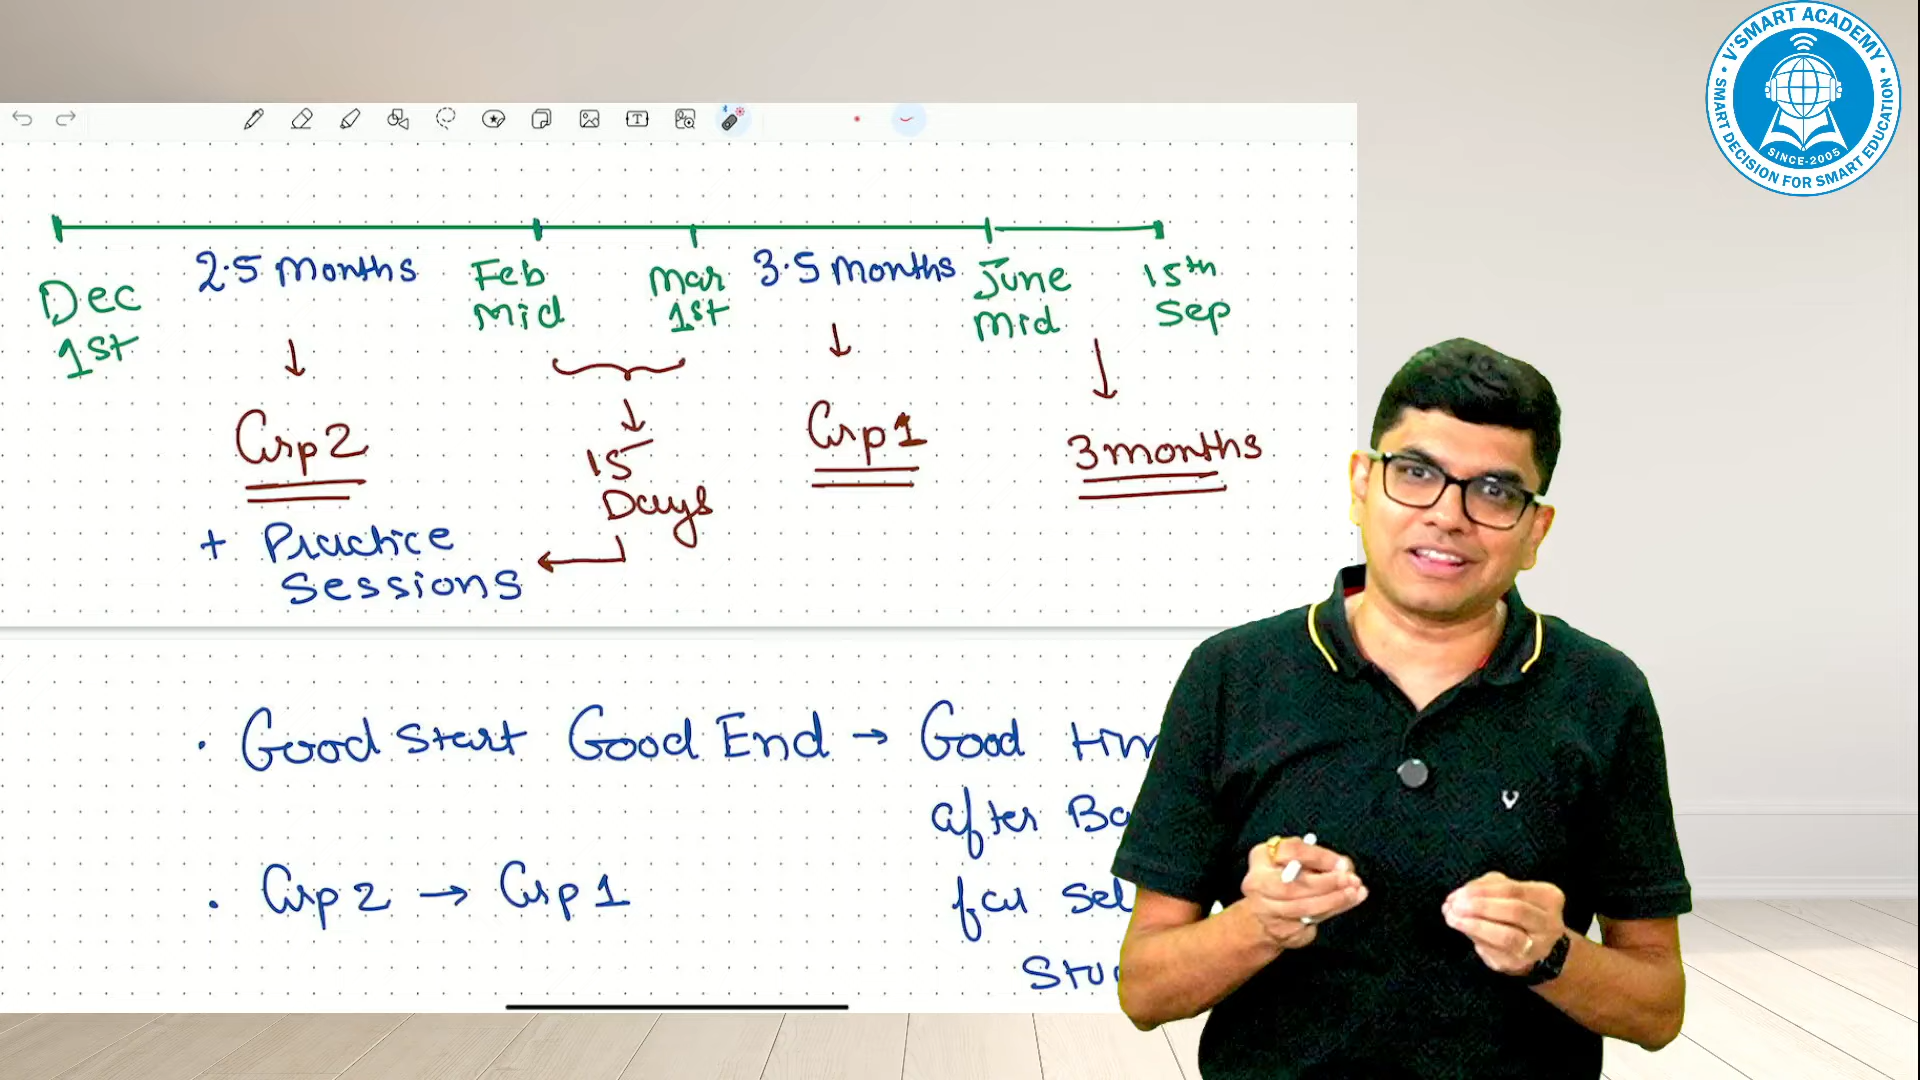 V'SMART ACADEMY
SMART DECISION FOR SMART EDUCATION
SINCE-2005
2.5 months
3.5 months
Dec
1st
Feb
Mid
Mar
1st
June
Mid
15th
Sep
Grp 2
15
Days
Grp 1
3 months
+ Practice
Sessions
. Good Start Good End → Good
after
. Grp 2 → Grp 1
for